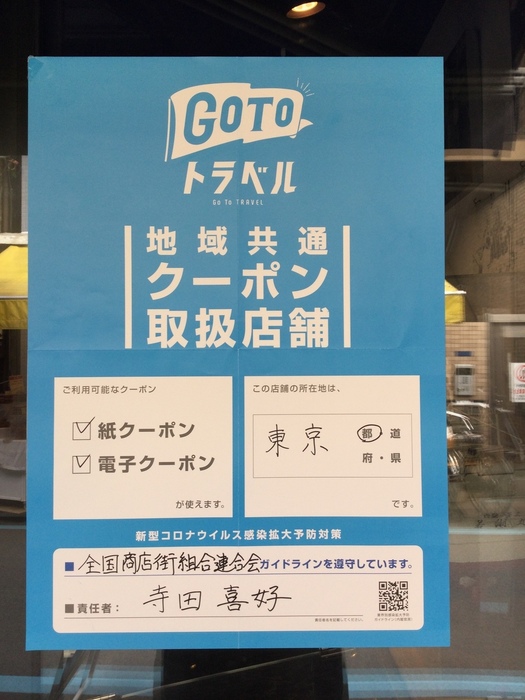 GOTO
トラベル
Go To TRAVEL
地域共通
クーポン
取扱店舗
ご利用可能なクーポン
紙クーポン
電子クーポン
が使えます。
この店舗の所在地は、
東京 都・道
府・県
です。
新型コロナウイルス感染拡大予防対策
■全国商店街組合連合会ガイドラインを遵守しています。
■責任者: 寺田喜好